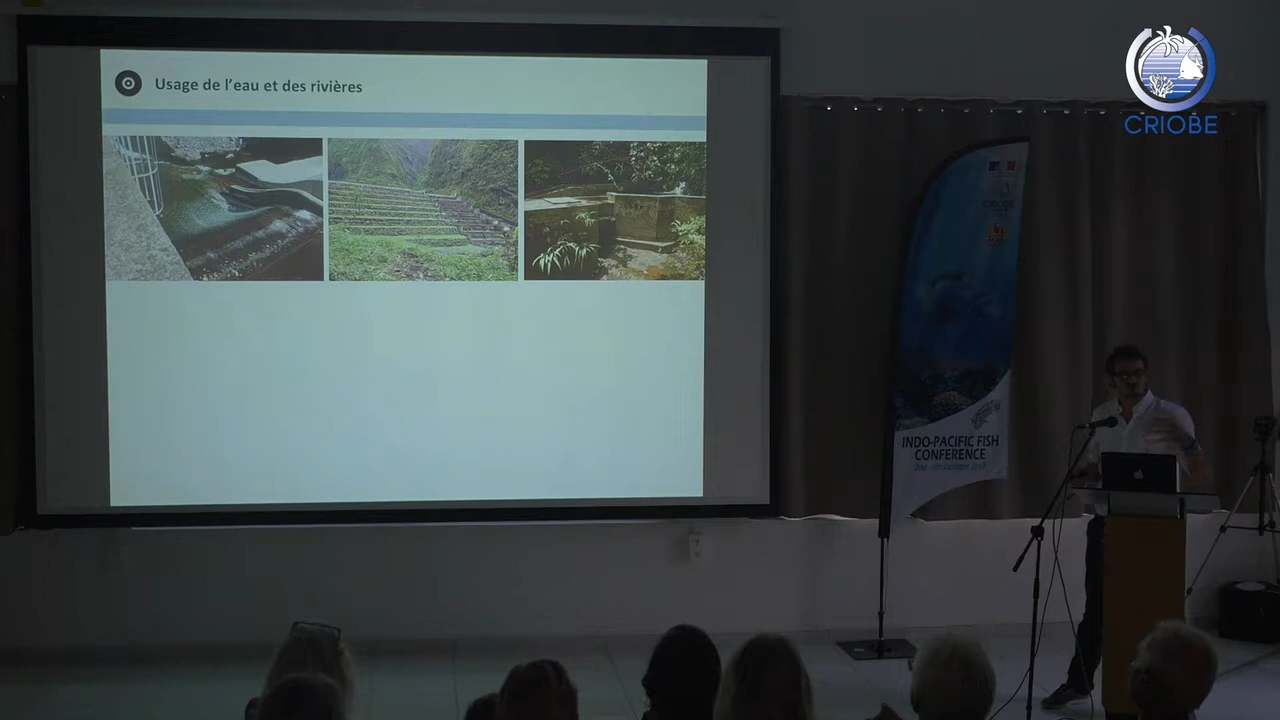 Usage de l’eau et des rivières
CRIOBE
INDO-PACIFIC FISH
CONFERENCE